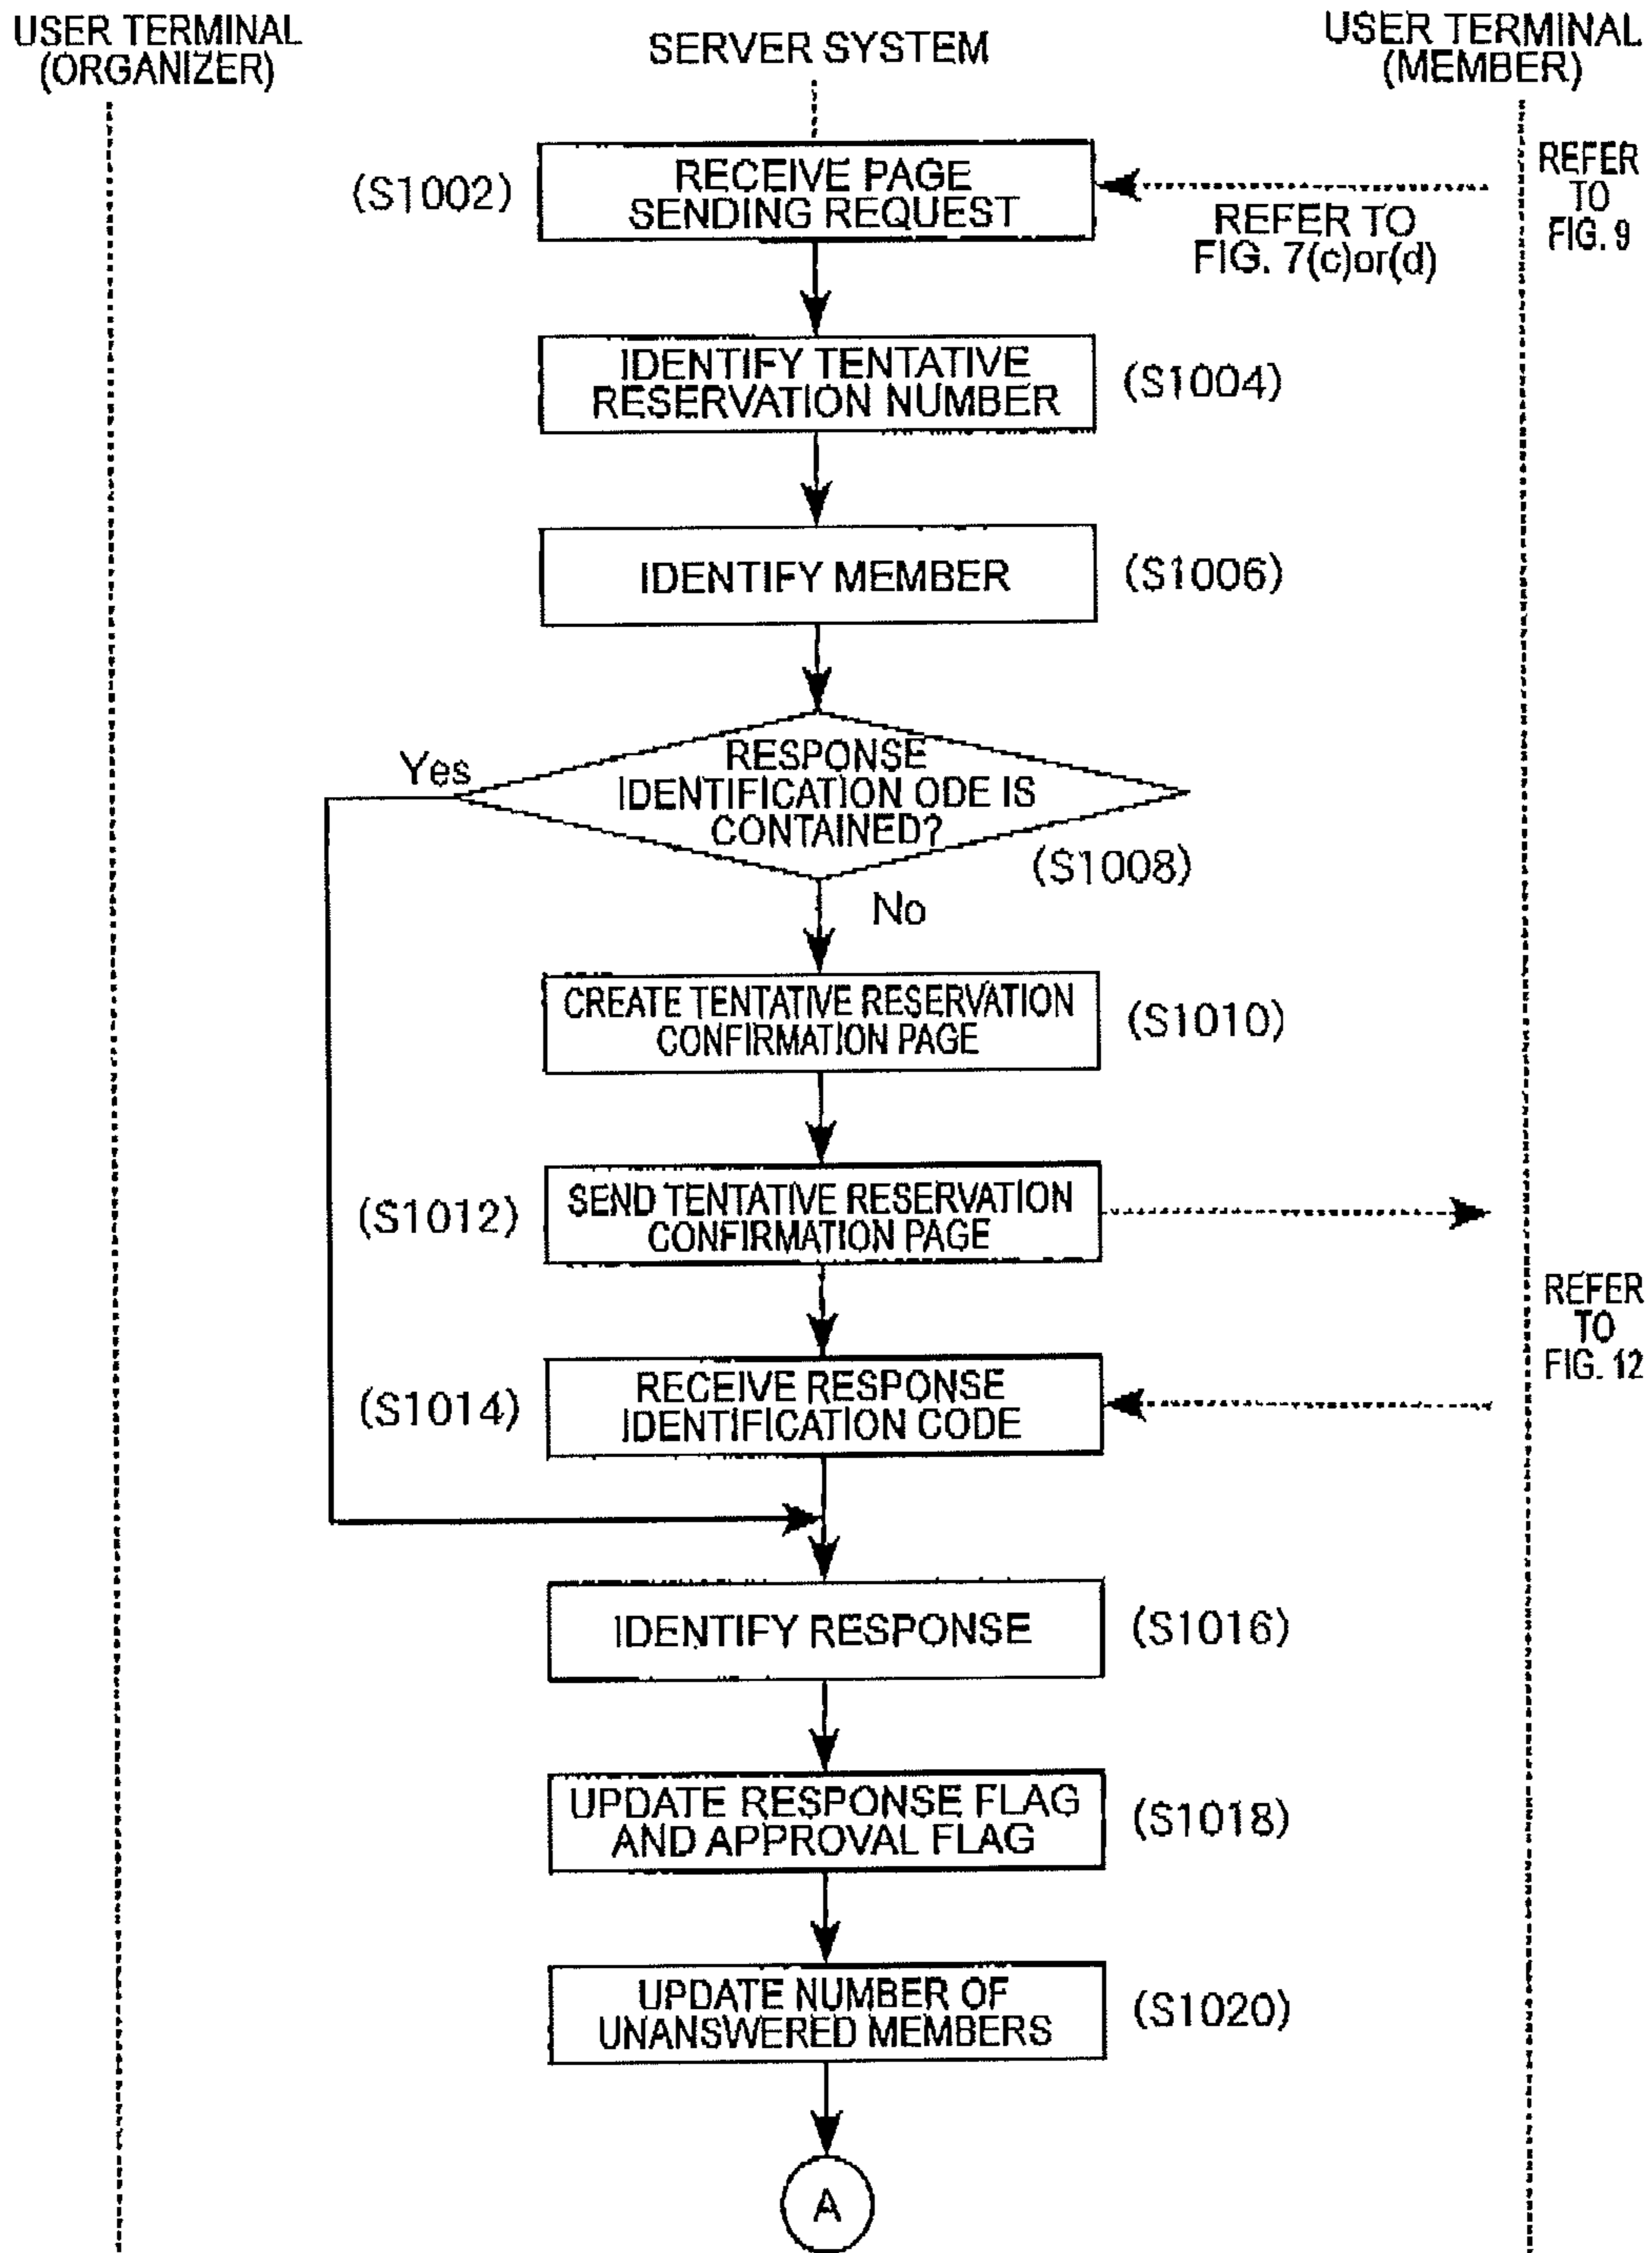 USER TERMINAL
(ORGANIZER)
SERVER SYSTEM
USER TERMINAL
(MEMBER)
(S1002)
RECEIVE PAGE
SENDING REQUEST
REFER TO
FIG. 7(c)or(d)
REFER
TO
FIG. 9
IDENTIFY TENTATIVE
RESERVATION NUMBER
(S1004)
IDENTIFY MEMBER
(S1006)
Yes
RESPONSE
IDENTIFICATION ODE IS
CONTAINED?
(S1008)
No
CREATE TENTATIVE RESERVATION
CONFIRMATION PAGE
(S1010)
(S1012)
SEND TENTATIVE RESERVATION
CONFIRMATION PAGE
REFER
TO
FIG. 12
(S1014)
RECEIVE RESPONSE
IDENTIFICATION CODE
IDENTIFY RESPONSE
(S1016)
UPDATE RESPONSE FLAG
AND APPROVAL FLAG
(S1018)
UPDATE NUMBER OF
UNANSWERED MEMBERS
(S1020)
A